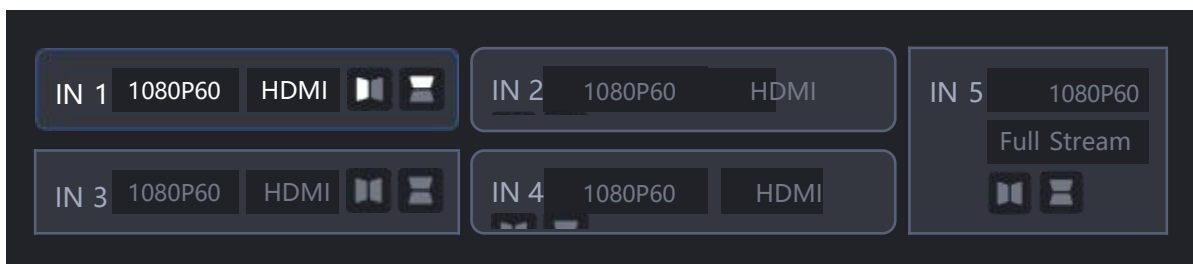 IN 1 1080P60 HDMI
IN 2 1080P60 HDMI
IN 5 1080P60
Full Stream
IN 3 1080P60 HDMI
IN 4 1080P60 HDMI